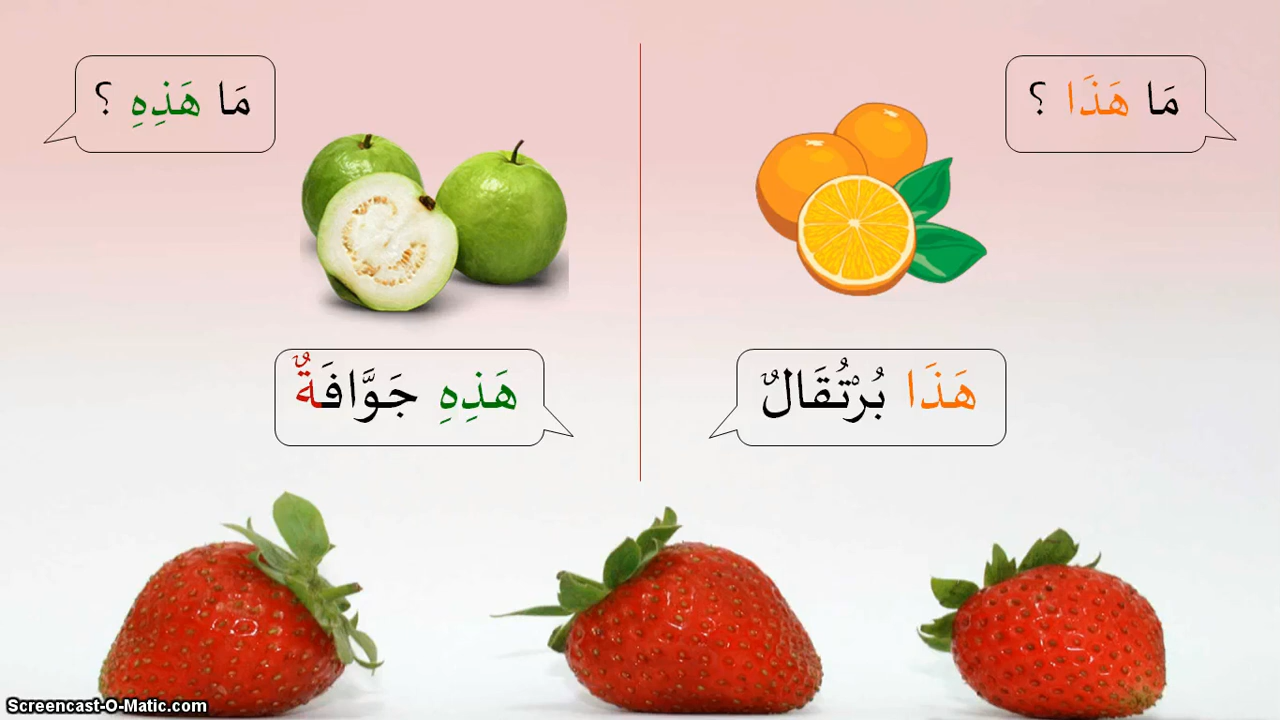 مَا هَذَا ؟
هَذَا بُرْتُقَالٌ
مَا هَذِهِ ؟
هَذِهِ جَوَّافَةٌ
Screencast-O-Matic.com